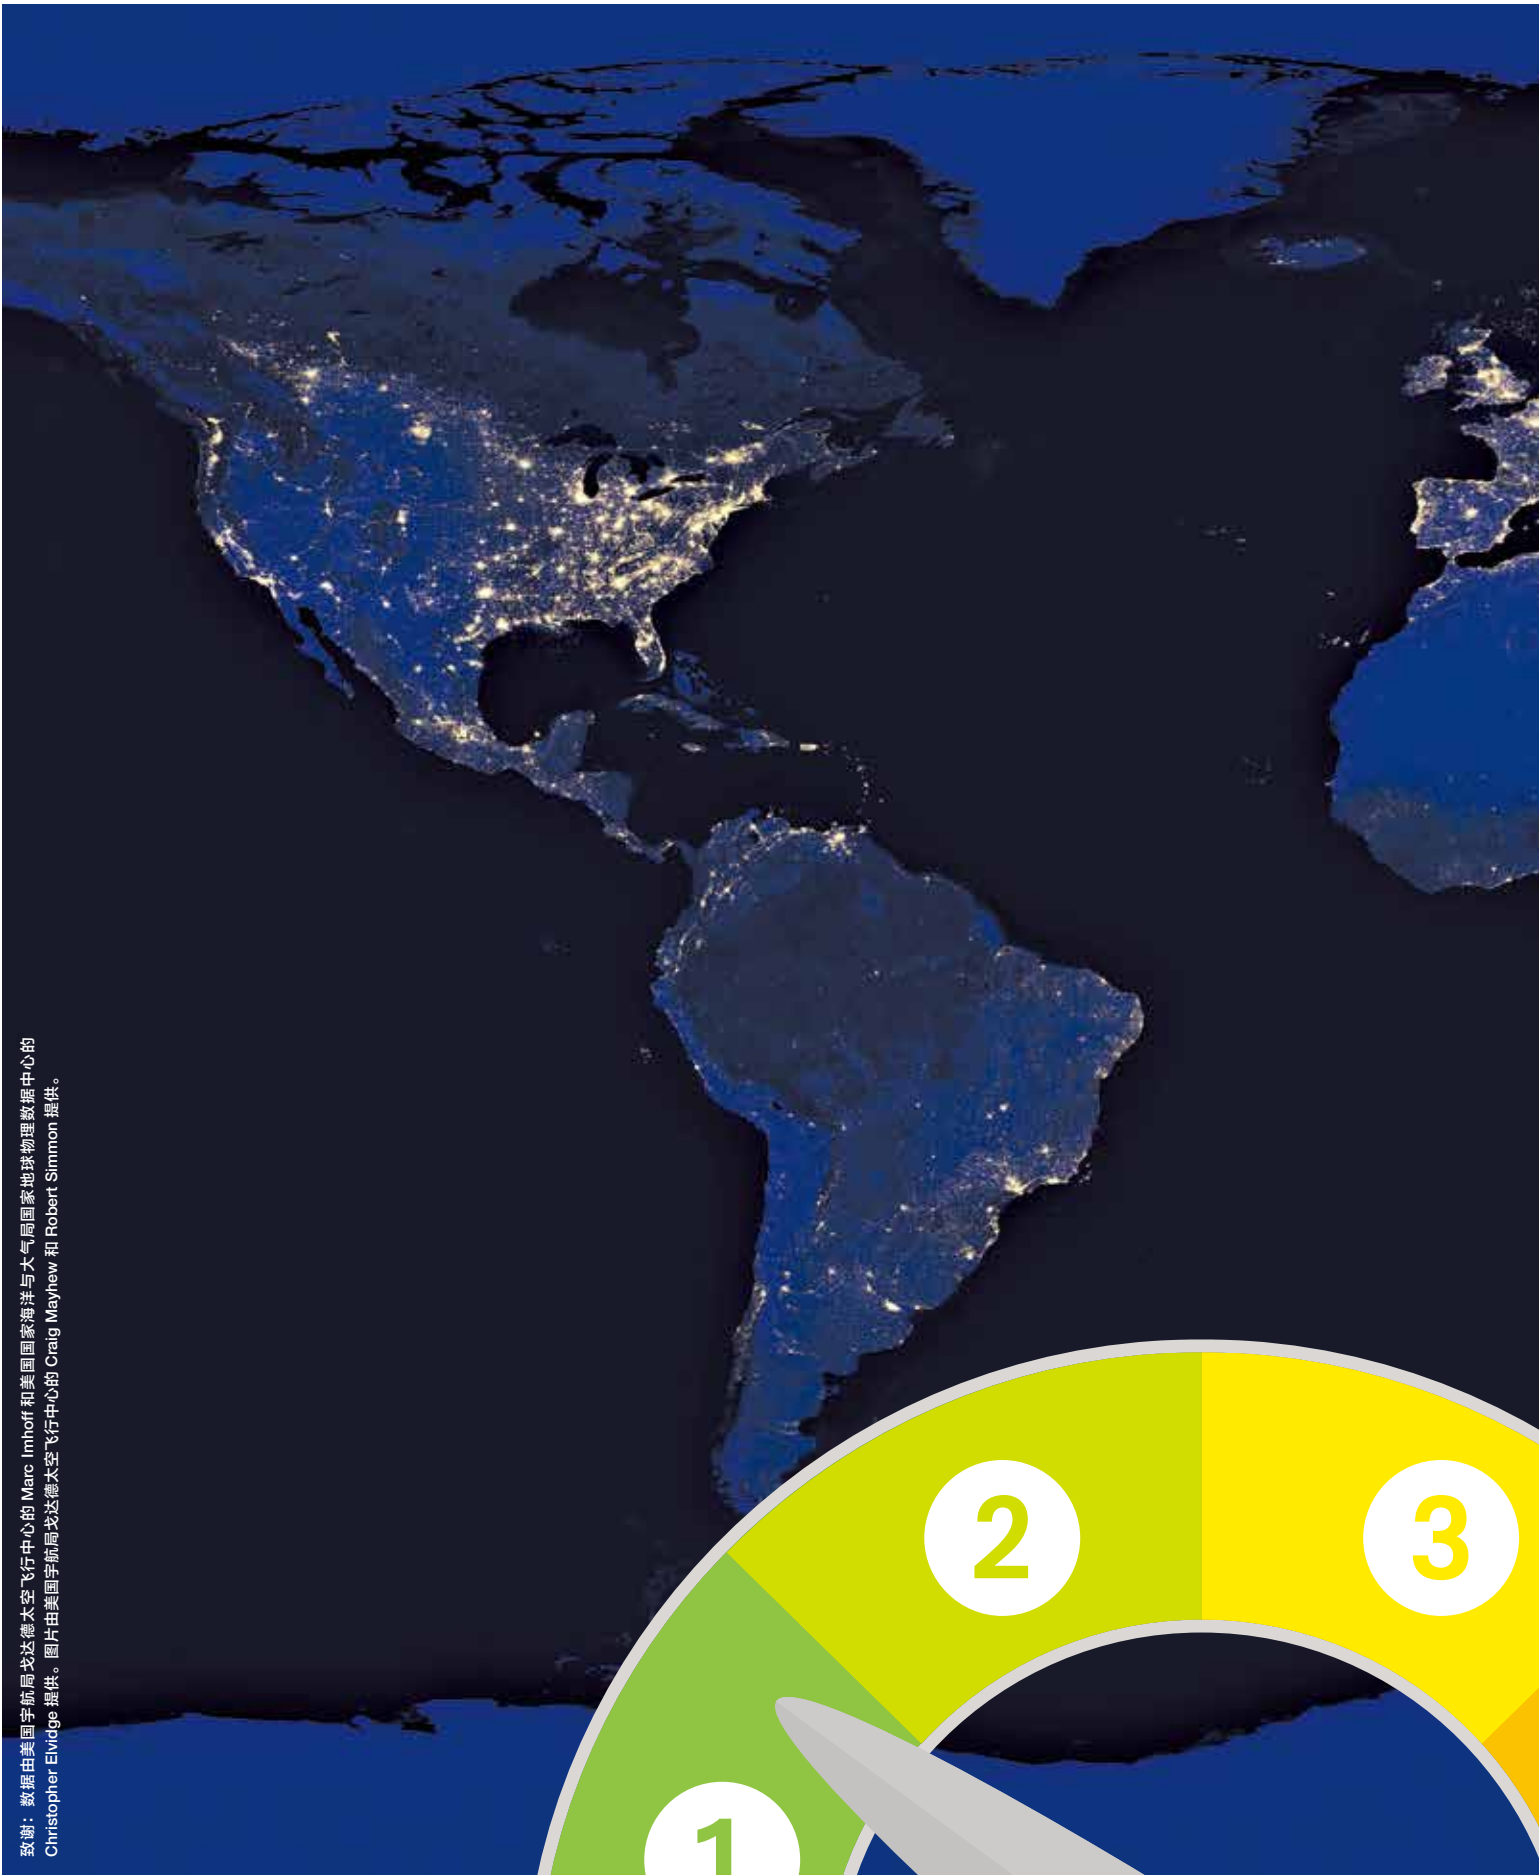 致谢：数据由美国宇航局戈达德太空飞行中心的 Marc Imhoff 和美国国家海洋与大气局国家地球物理数据中心的
Christopher Elvidge 提供。图片由美国宇航局戈达德太空飞行中心的 Craig Mayhew 和 Robert Simmon 提供。
2
3
1